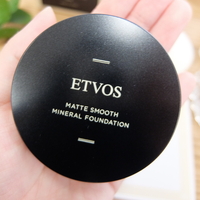 ETVOS
MATTE SMOOTH
MINERAL FOUNDATION